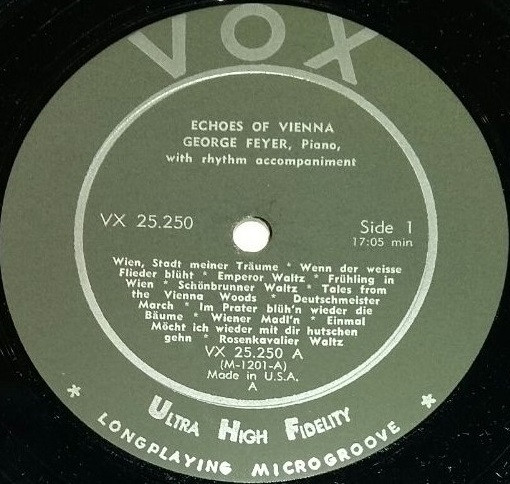 VOX
ECHOES OF VIENNA
GEORGE FEYER, Piano,
with rhythm accompaniment
VX 25.250
Side 1
17:05 min
Wien, Stadt meiner Träume * Wenn der weisse
Flieder blüht * Emperor Waltz * Frühling in
Wien * Schönbrunner Waltz * Tales from
the Vienna Woods * Deutschmeister
March * Im Prater blüh'n wieder die
Bäume * Wiener Madl'n * Einmal
Möcht ich wieder mit dir hutschen
gehn * Rosenkavalier Waltz
VX 25.250 A
(M-1201-A)
Made in U.S.A.
A
ULTRA HIGH FIDELITY
* LONGPLAYING MICROGROOVE *